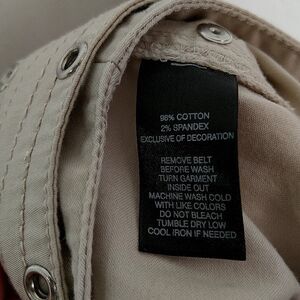 98% COTTON
2% SPANDEX
EXCLUSIVE OF DECORATION
REMOVE BELT
BEFORE WASH
TURN GARMENT
INSIDE OUT
MACHINE WASH COLD
WITH LIKE COLORS
DO NOT BLEACH
TUMBLE DRY LOW
COOL IRON IF NEEDED